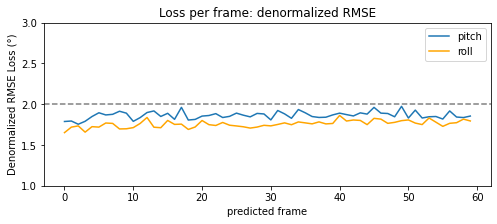 Loss per frame: denormalized RMSE
Denormalized RMSE Loss (°)
3.0
2.5
2.0
1.5
1.0
pitch
roll
0
10
20
30
40
50
60
predicted frame